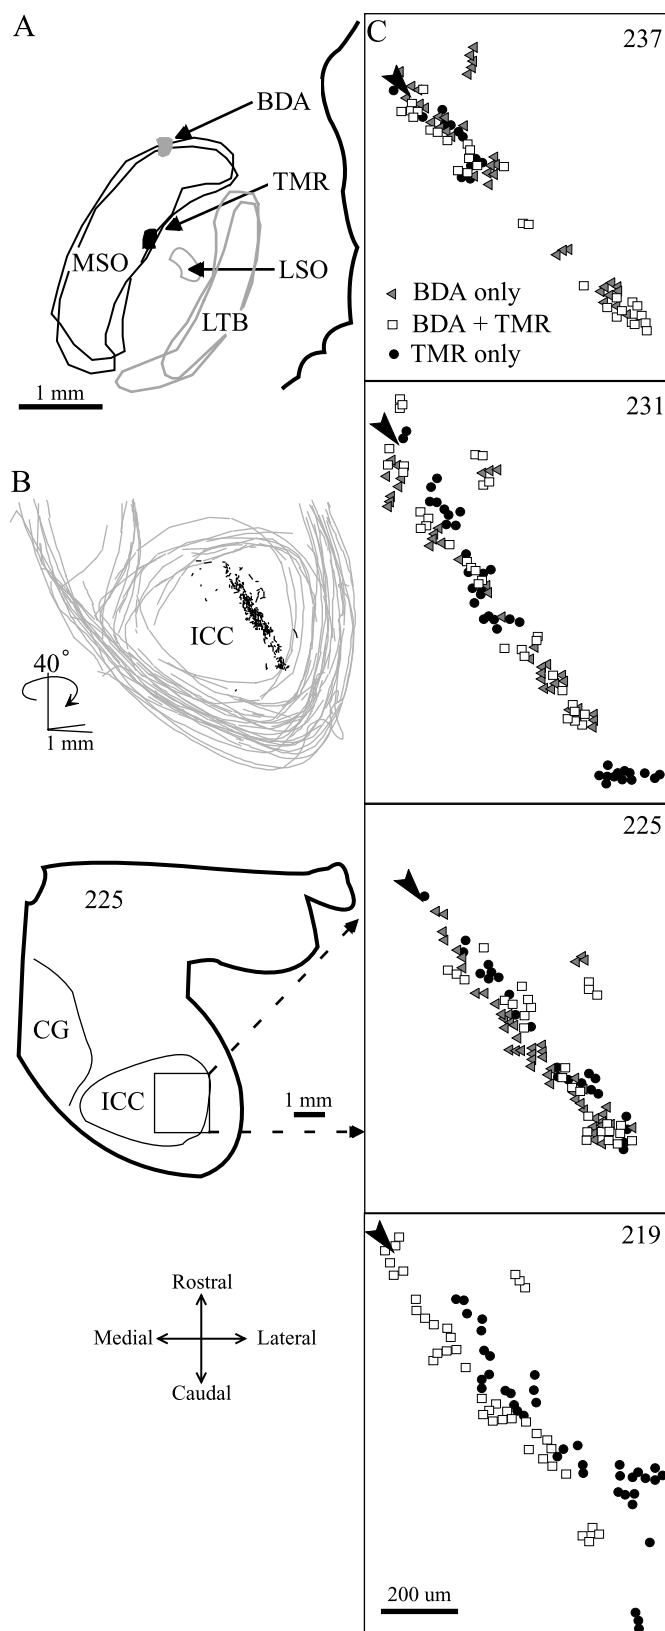 A
BDA
TMR
MSO
LSO
LTB
1 mm
B
ICC
40°
1 mm
225
CG
ICC
1 mm
Rostral
Medial
Lateral
Caudal
C
237
BDA only
BDA + TMR
TMR only
231
225
219
200 um